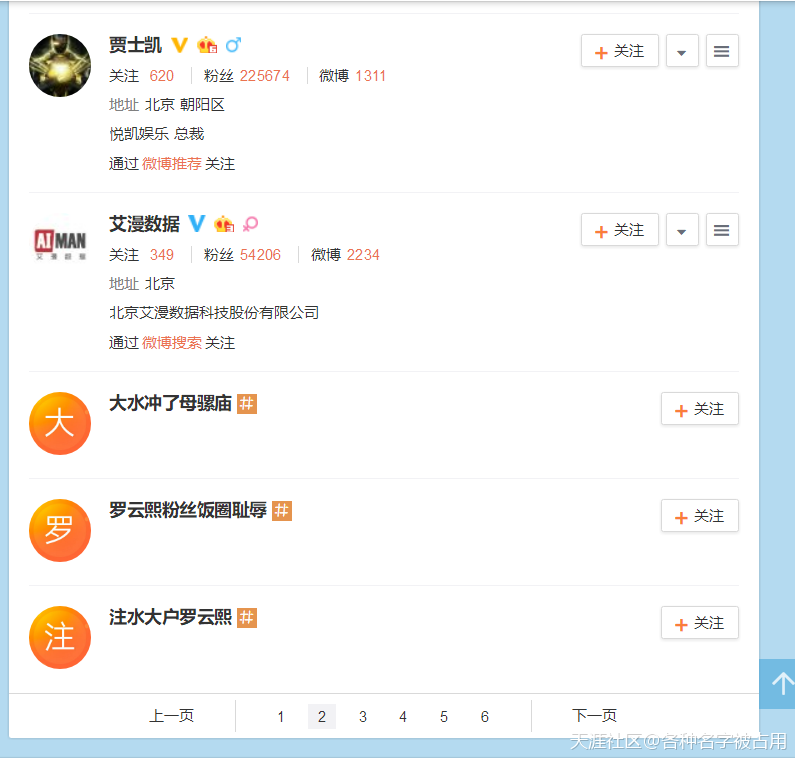 贾士凯
+ 关注
关注 620 粉丝 225674 微博 1311
地址 北京 朝阳区
悦凯娱乐 总裁
通过 微博推荐 关注
AIMAN
艾漫数据
艾漫数据
+ 关注
关注 349 粉丝 54206 微博 2234
地址 北京
北京艾漫数据科技股份有限公司
通过 微博搜索 关注
大
大水冲了母骡庙 #
+ 关注
罗
罗云熙粉丝饭圈耻辱 #
+ 关注
注
注水大户罗云熙 #
+ 关注
上一页 1 2 3 4 5 6 下一页
天涯社区@各种名字被占用